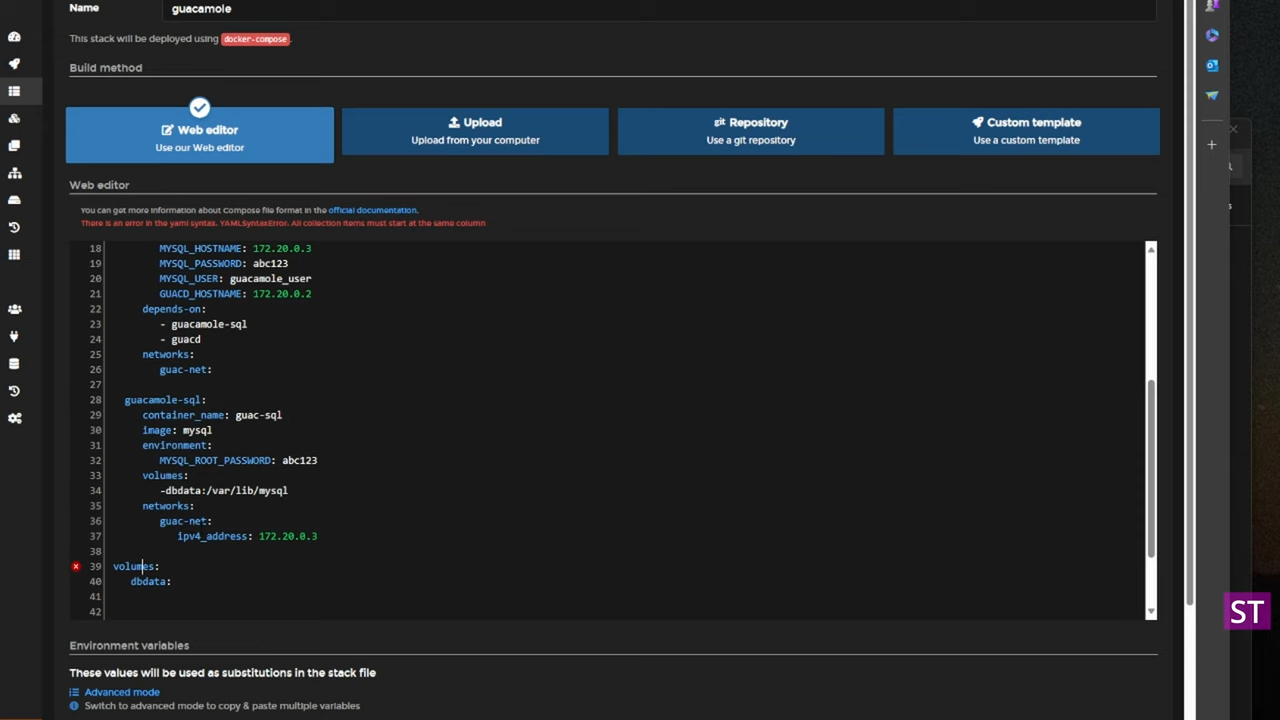 Name guacamole
This stack will be deployed using docker-compose.
Build method
Web editor
Use our Web editor
Upload
Upload from your computer
git Repository
Use a git repository
Custom template
Use a custom template
Web editor
You can get more information about Compose file format in the official documentation.
There is an error in the yaml syntax. YAMLSyntaxError. All collection items must start at the same column
18 MYSQL_HOSTNAME: 172.20.0.3
19 MYSQL_PASSWORD: abc123
20 MYSQL_USER: guacamole_user
21 GUACD_HOSTNAME: 172.20.0.2
22 depends-on:
23 - guacamole-sql
24 - guacd
25 networks:
26 guac-net:
27
28 guacamole-sql:
29 container_name: guac-sql
30 image: mysql
31 environment:
32 MYSQL_ROOT_PASSWORD: abc123
33 volumes:
34 -dbdata:/var/lib/mysql
35 networks:
36 guac-net:
37 ipv4_address: 172.20.0.3
38
39 volumes:
40 dbdata:
41
42
ST
Environment variables
These values will be used as substitutions in the stack file
Advanced mode
Switch to advanced mode to copy & paste multiple variables